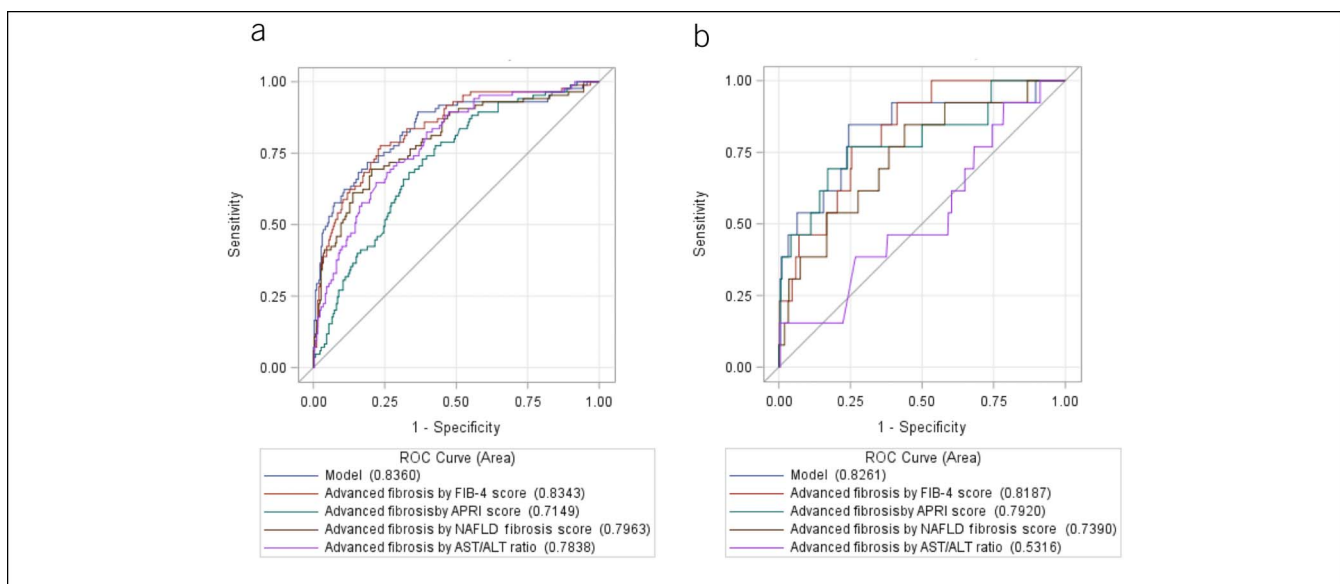 a
1.00
0.75
0.50
0.25
0.00
Sensitivity
0.00 0.25 0.50 0.75 1.00
1 - Specificity
ROC Curve (Area)
Model (0.8360)
Advanced fibrosis by FIB-4 score (0.8343)
Advanced fibrosisby APRI score (0.7149)
Advanced fibrosis by NAFLD fibrosis score (0.7963)
Advanced fibrosis by AST/ALT ratio (0.7838)
b
1.00
0.75
0.50
0.25
0.00
Sensitivity
0.00 0.25 0.50 0.75 1.00
1 - Specificity
ROC Curve (Area)
Model (0.8261)
Advanced fibrosis by FIB-4 score (0.8187)
Advanced fibrosisby APRI score (0.7920)
Advanced fibrosis by NAFLD fibrosis score (0.7390)
Advanced fibrosis by AST/ALT ratio (0.5316)